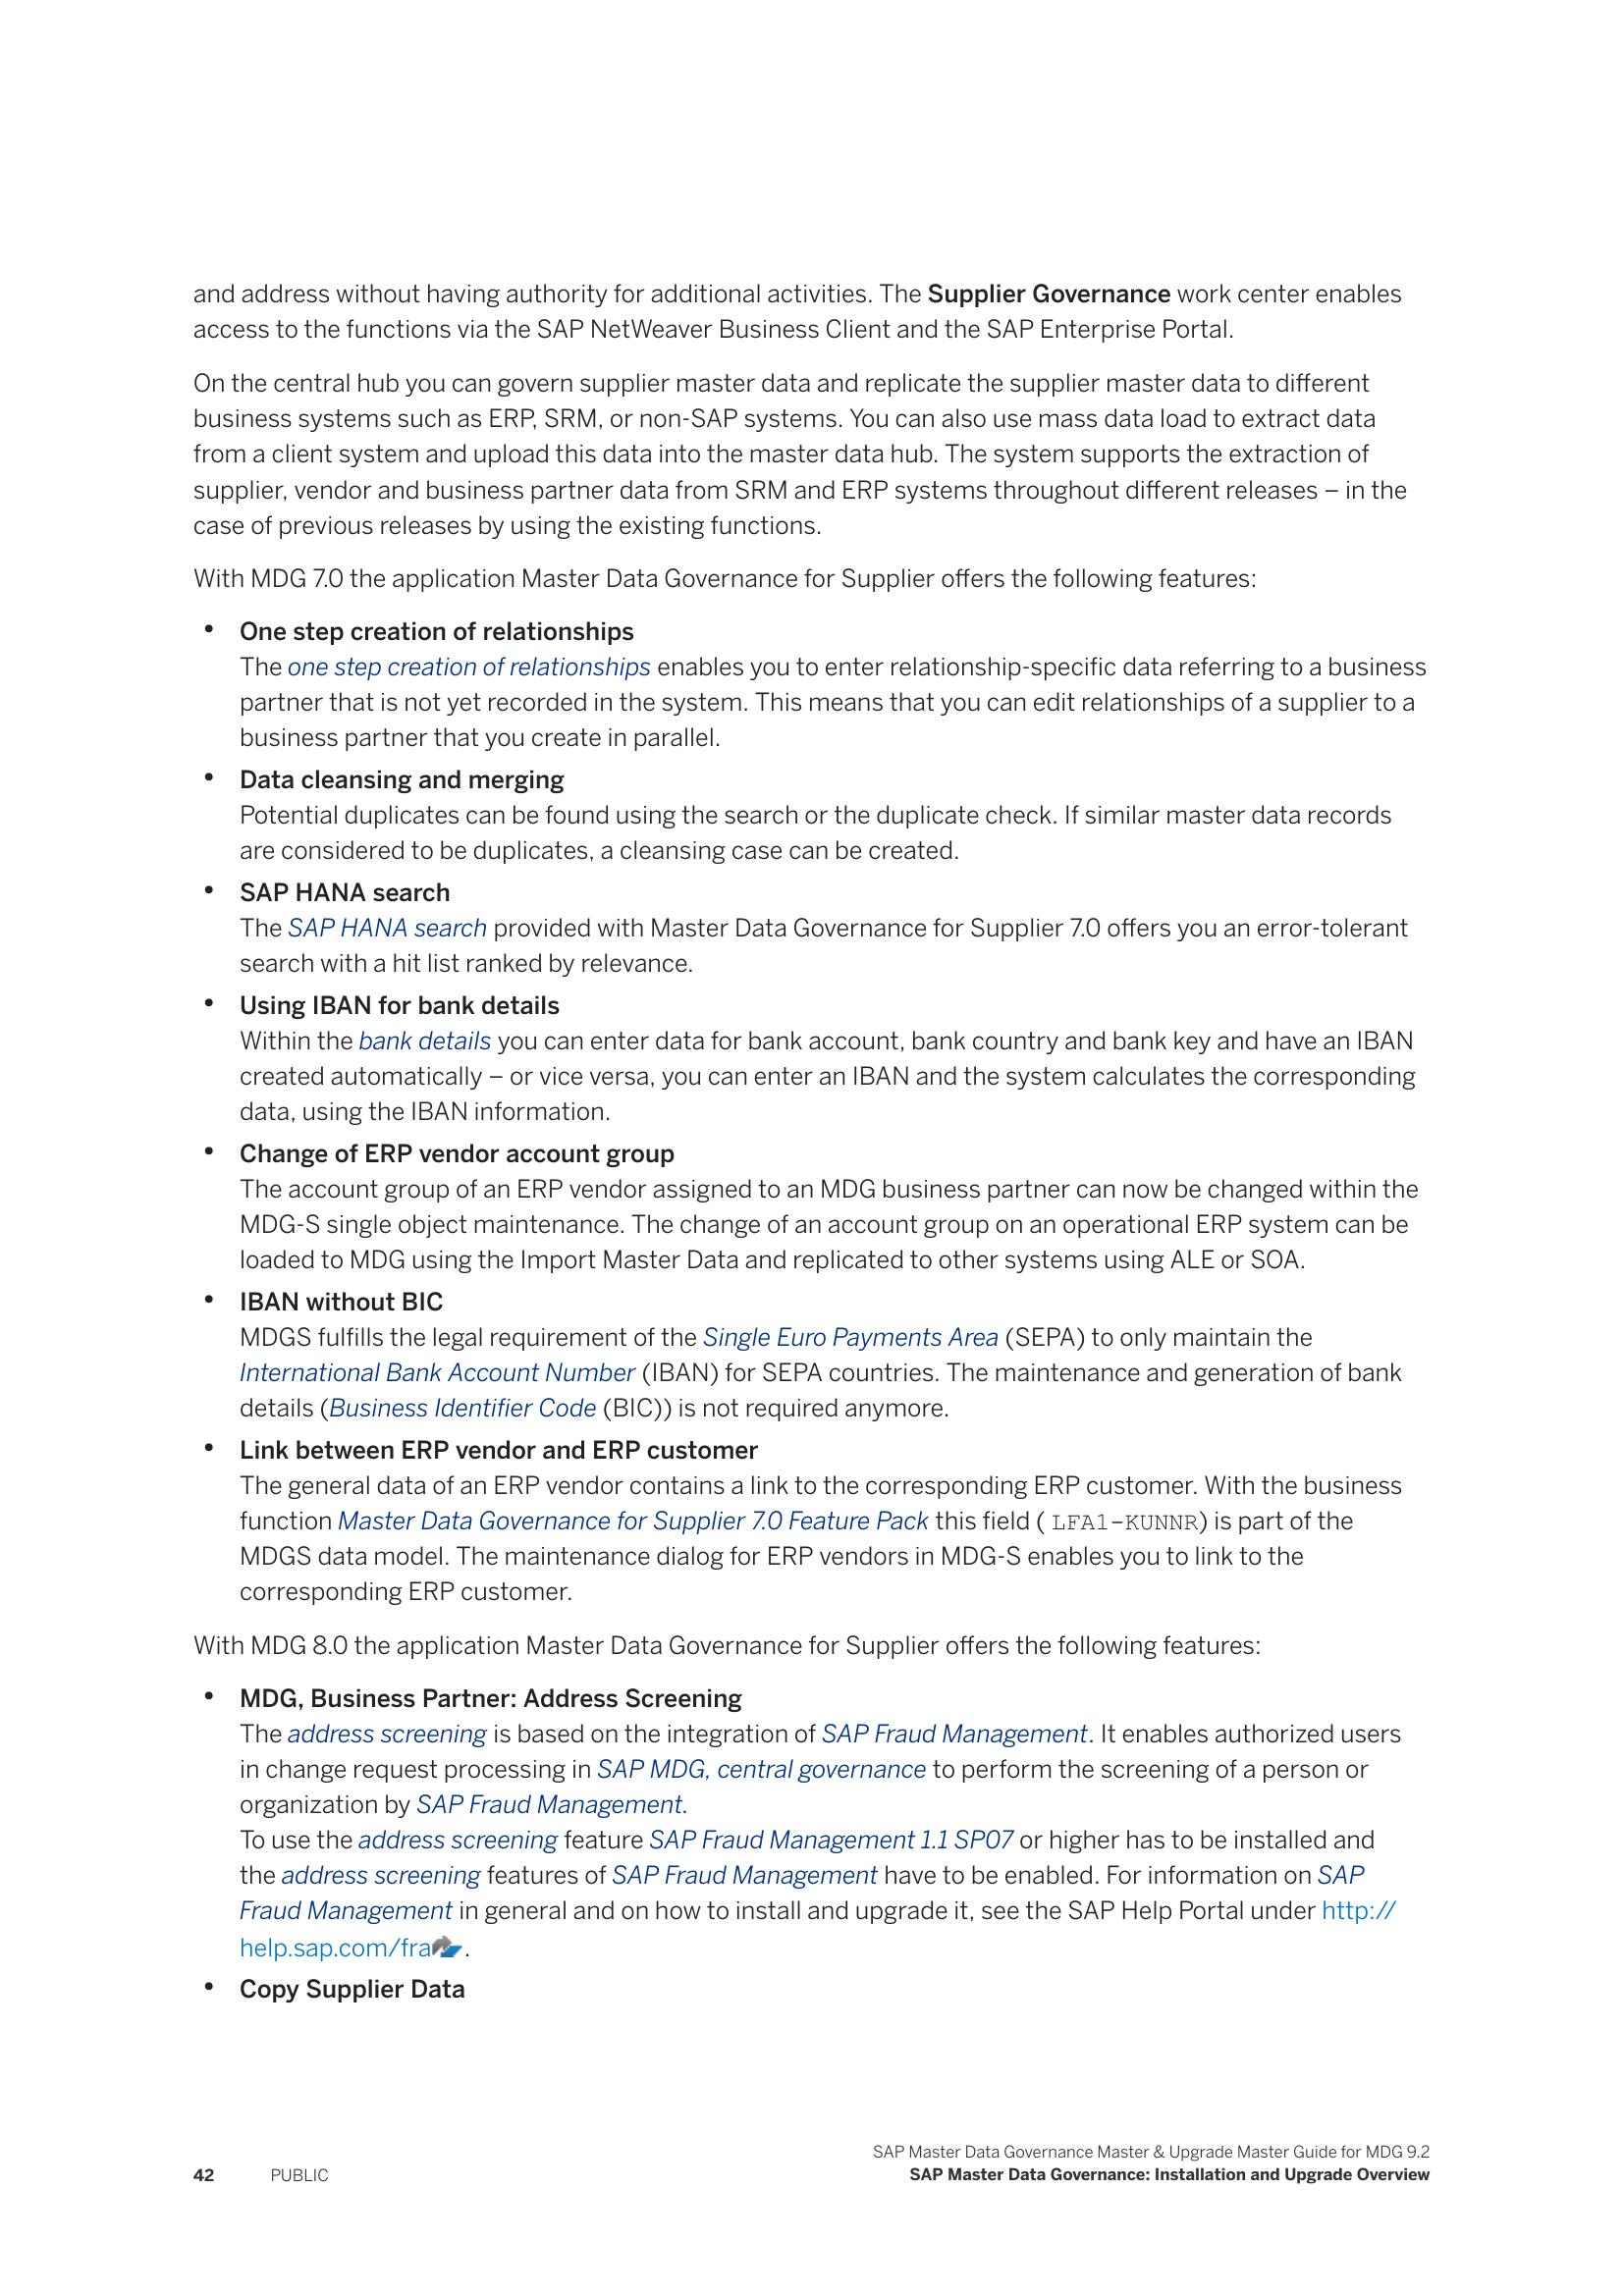 and address without having authority for additional activities. The Supplier Governance work center enables
access to the functions via the SAP NetWeaver Business Client and the SAP Enterprise Portal.
On the central hub you can govern supplier master data and replicate the supplier master data to different
business systems such as ERP, SRM, or non-SAP systems. You can also use mass data load to extract data
from a client system and upload this data into the master data hub. The system supports the extraction of
supplier, vendor and business partner data from SRM and ERP systems throughout different releases – in the
case of previous releases by using the existing functions.
With MDG 7.0 the application Master Data Governance for Supplier offers the following features:
• One step creation of relationships
The one step creation of relationships enables you to enter relationship-specific data referring to a business
partner that is not yet recorded in the system. This means that you can edit relationships of a supplier to a
business partner that you create in parallel.
• Data cleansing and merging
Potential duplicates can be found using the search or the duplicate check. If similar master data records
are considered to be duplicates, a cleansing case can be created.
• SAP HANA search
The SAP HANA search provided with Master Data Governance for Supplier 7.0 offers you an error-tolerant
search with a hit list ranked by relevance.
• Using IBAN for bank details
Within the bank details you can enter data for bank account, bank country and bank key and have an IBAN
created automatically – or vice versa, you can enter an IBAN and the system calculates the corresponding
data, using the IBAN information.
• Change of ERP vendor account group
The account group of an ERP vendor assigned to an MDG business partner can now be changed within the
MDG-S single object maintenance. The change of an account group on an operational ERP system can be
loaded to MDG using the Import Master Data and replicated to other systems using ALE or SOA.
• IBAN without BIC
MDGS fulfills the legal requirement of the Single Euro Payments Area (SEPA) to only maintain the
International Bank Account Number (IBAN) for SEPA countries. The maintenance and generation of bank
details (Business Identifier Code (BIC)) is not required anymore.
• Link between ERP vendor and ERP customer
The general data of an ERP vendor contains a link to the corresponding ERP customer. With the business
function Master Data Governance for Supplier 7.0 Feature Pack this field ( LFA1-KUNNR) is part of the
MDGS data model. The maintenance dialog for ERP vendors in MDG-S enables you to link to the
corresponding ERP customer.
With MDG 8.0 the application Master Data Governance for Supplier offers the following features:
• MDG, Business Partner: Address Screening
The address screening is based on the integration of SAP Fraud Management. It enables authorized users
in change request processing in SAP MDG, central governance to perform the screening of a person or
organization by SAP Fraud Management.
To use the address screening feature SAP Fraud Management 1.1 SP07 or higher has to be installed and
the address screening features of SAP Fraud Management have to be enabled. For information on SAP
Fraud Management in general and on how to install and upgrade it, see the SAP Help Portal under http://
help.sap.com/fra.
• Copy Supplier Data
SAP Master Data Governance Master & Upgrade Master Guide for MDG 9.2
42 PUBLIC SAP Master Data Governance: Installation and Upgrade Overview